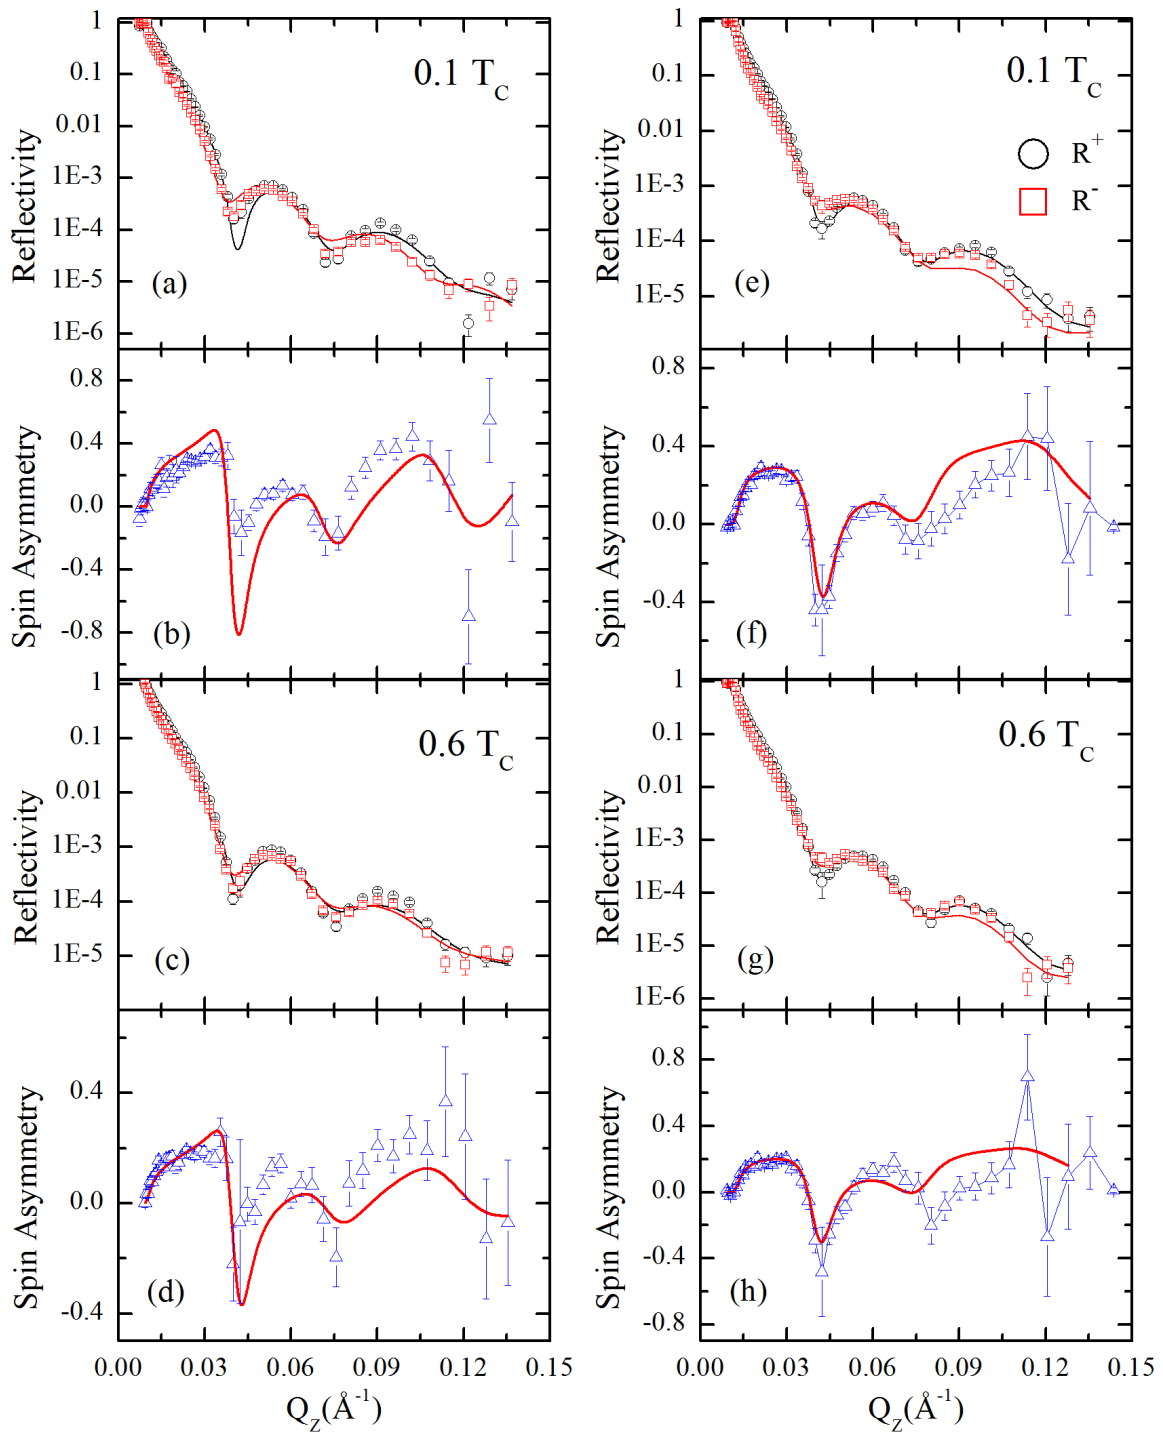 1
0.1
0.01
1E-3
1E-4
1E-5
1E-6
Reflectivity
0.1 T_C
(a)
0.8
0.4
0.0
-0.4
-0.8
Spin Asymmetry
(b)
1
0.1
0.01
1E-3
1E-4
1E-5
Reflectivity
0.6 T_C
(c)
0.4
0.0
-0.4
Spin Asymmetry
(d)
0.00 0.03 0.06 0.09 0.12 0.15
Q_Z(Å⁻¹)
1
0.1
0.01
1E-3
1E-4
1E-5
Reflectivity
0.1 T_C
R⁺
R⁻
(e)
0.8
0.4
0.0
-0.4
Spin Asymmetry
(f)
1
0.1
0.01
1E-3
1E-4
1E-5
1E-6
Reflectivity
0.6 T_C
(g)
0.8
0.4
0.0
-0.4
-0.8
Spin Asymmetry
(h)
0.00 0.03 0.06 0.09 0.12 0.15
Q_Z(Å⁻¹)